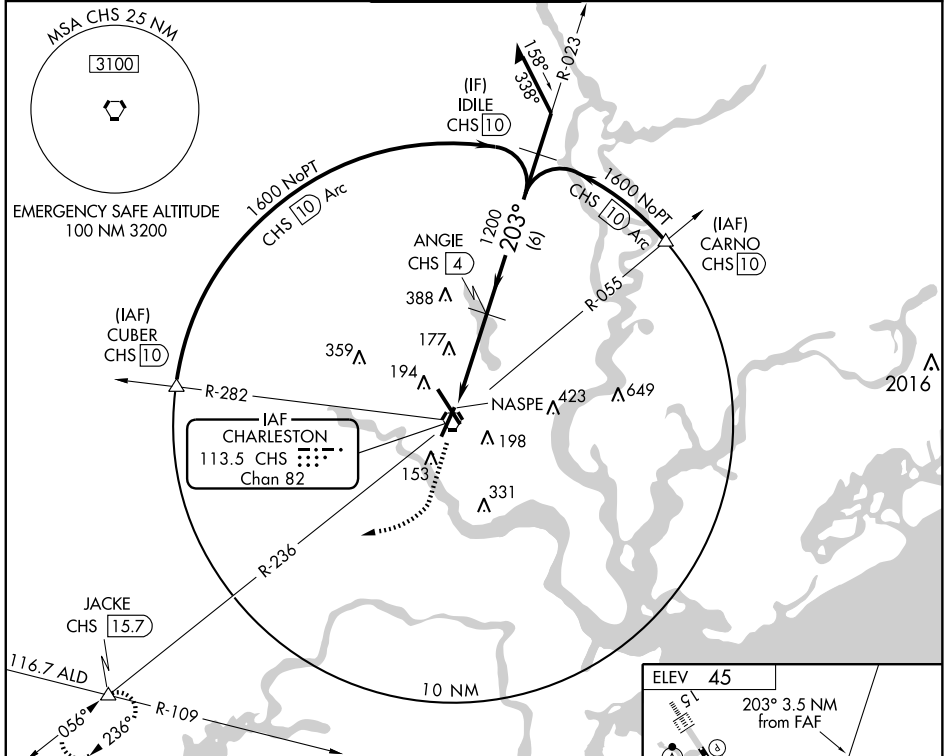 MSA CHS 25 NM
3100
EMERGENCY SAFE ALTITUDE
100 NM 3200
158°
338°
R-023
(IF)
IDILE
CHS 10
1600 NoPT
CHS 10 Arc
1600 NoPT
CHS 10 Arc
(IAF)
CARNO
CHS 10
1200
203°
(6)
ANGIE
CHS 4
R-055
388
(IAF)
CUBER
CHS 10
359
177
194
R-282
NASPE
423
649
2016
IAF
CHARLESTON
113.5 CHS
Chan 82
198
153
331
R-236
JACKE
CHS 15.7
116.7 ALD
R-109
056°
236°
10 NM
ELEV 45
15
203° 3.5 NM
from FAF
P
A